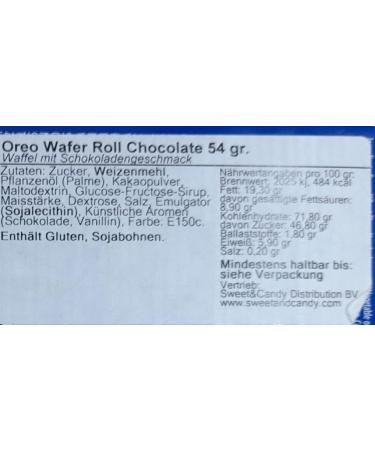 Oreo Wafer Roll Chocolate 54 gr.
Waffel mit Schokoladengeschmack
Zutaten: Zucker, Weizenmehl,
Pflanzenöl (Palme), Kakaopulver,
Maltodextrin, Glucose-Fructose-Sirup,
Maisstärke, Dextrose, Salz, Emulgator
(Sojalecithin), Künstliche Aromen
(Schokolade, Vanillin), Farbe: E150c.
Enthält Gluten, Sojabohnen.
Nährwertangaben pro 100 gr:
Brennwert: 2025 kj, 484 kcal
Fett: 19,30 gr
davon gesättigte Fettsäuren:
8,90 gr
Kohlenhydrate: 71,80 gr
davon Zucker: 46,80 gr
Ballaststoffe: 1,80 gr
Eiweiß: 5,90 gr
Salz: 0,20 gr
Mindestens haltbar bis:
siehe Verpackung
Vertrieb:
Sweet&Candy Distribution BV
www.sweetandcandy.com